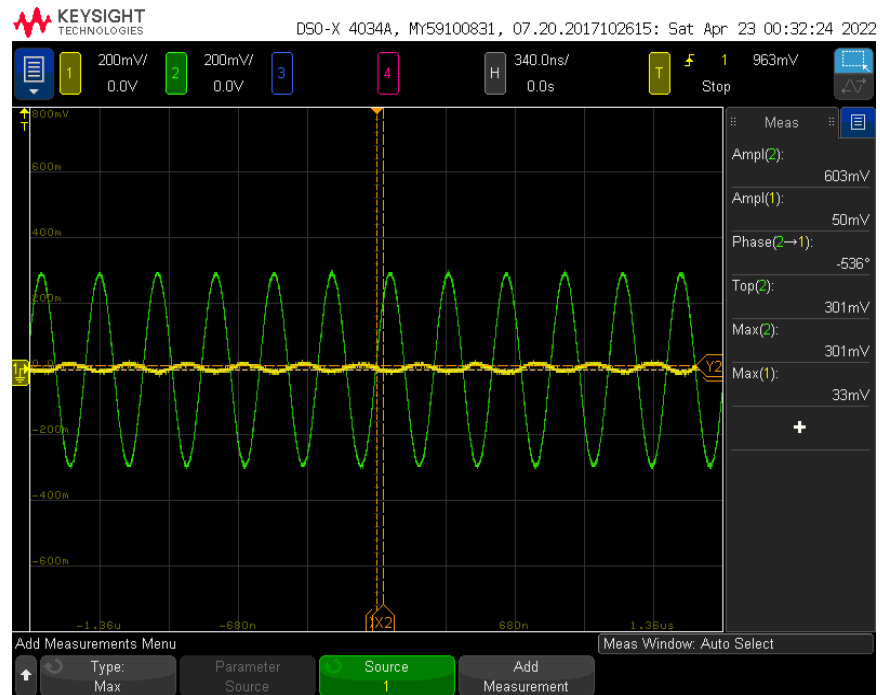 KEYSIGHT
TECHNOLOGIES
DSO-X 4034A, MY59100831, 07.20.2017102615: Sat Apr 23 00:32:24 2022
1 200mV/ 2 200mV/ 3 4 H 340.0ns/ T 1 963mV
0.0V 0.0V 0.0s Stop
T
800mV
600m
400m
200m
0.0
-200m
-400m
-600m
1
Y2
X2
-1.36u -680n 680n 1.36us
Meas
Ampl(2):
603mV
Ampl(1):
50mV
Phase(2→1):
-536°
Top(2):
301mV
Max(2):
301mV
Max(1):
33mV
+
Add Measurements Menu
Meas Window: Auto Select
Type: Parameter Source Add
Max Source 1 Measurement